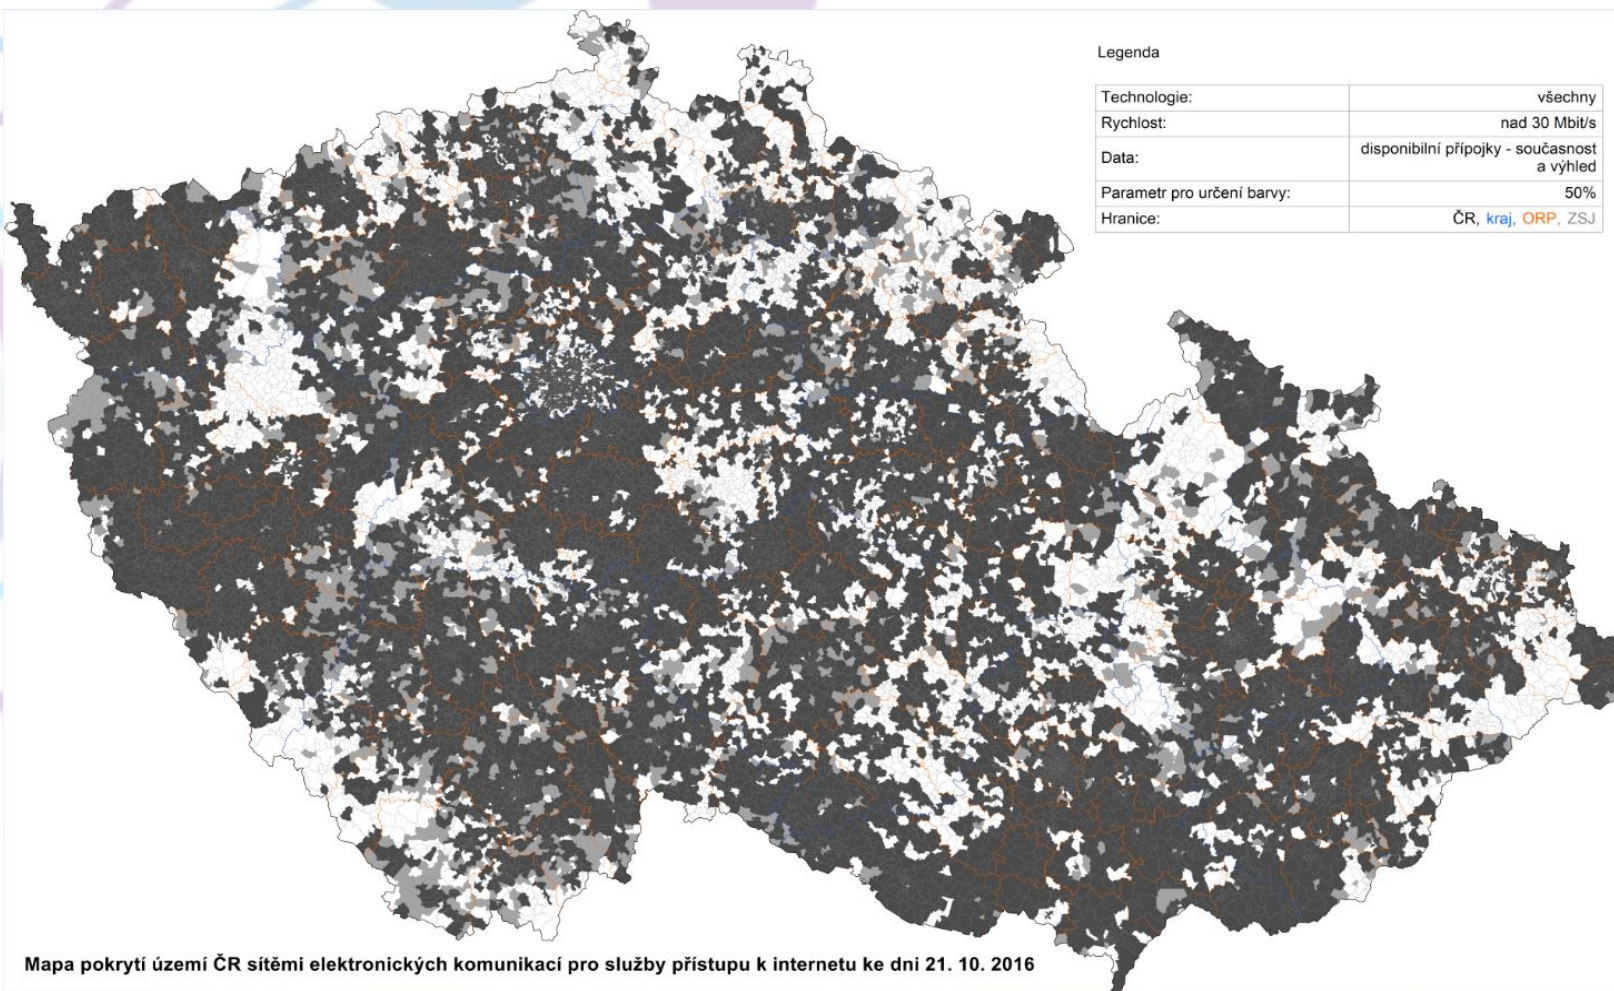 Legenda
Technologie: všechny
Rychlost: nad 30 Mbit/s
Data: disponibilní přípojky - současnost
a výhled
Parametr pro určení barvy: 50%
Hranice: ČR, kraj, ORP, ZSJ
Mapa pokrytí území ČR sítěmi elektronických komunikací pro služby přístupu k internetu ke dni 21. 10. 2016